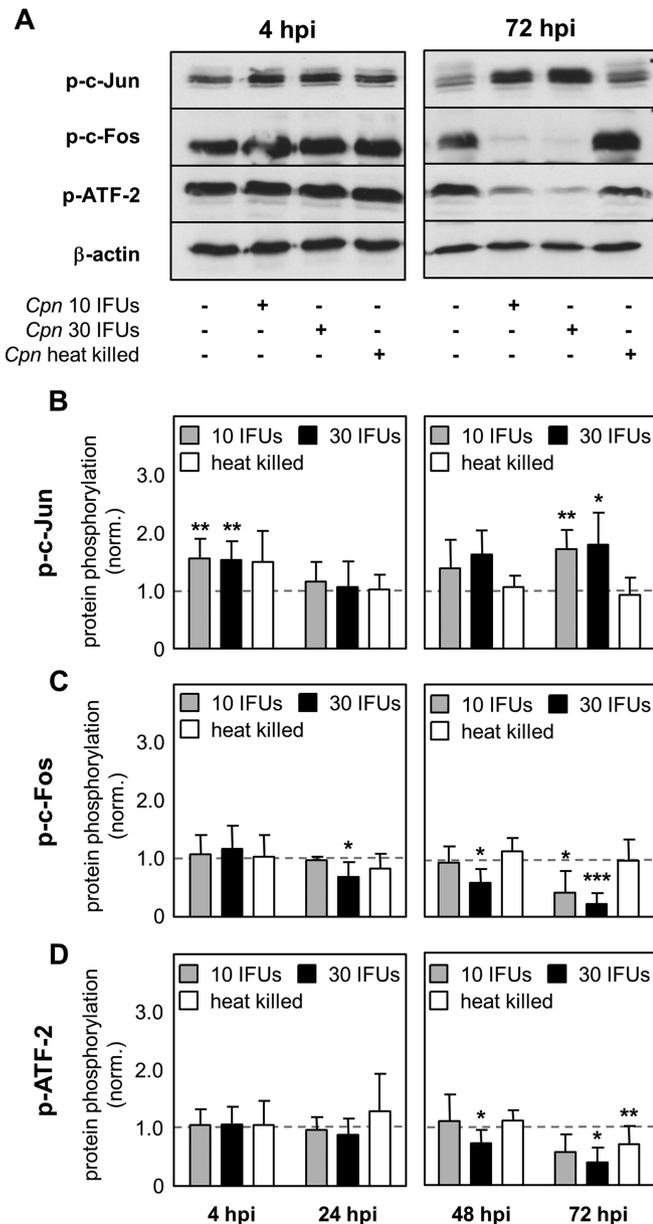 A
4 hpi 72 hpi
p-c-Jun
p-c-Fos
p-ATF-2
β-actin
Cpn 10 IFUs - + - - - + - -
Cpn 30 IFUs - - + - - - + -
Cpn heat killed - - - + - - - +
B
p-c-Jun
protein phosphorylation
(norm.)
3.0
2.0
1.0
0
10 IFUs 30 IFUs
heat killed
** **
10 IFUs 30 IFUs
heat killed
** *
C
p-c-Fos
protein phosphorylation
(norm.)
3.0
2.0
1.0
0
10 IFUs 30 IFUs
heat killed
*
10 IFUs 30 IFUs
heat killed
* * ***
D
p-ATF-2
protein phosphorylation
(norm.)
3.0
2.0
1.0
0
10 IFUs 30 IFUs
heat killed
10 IFUs 30 IFUs
heat killed
* * **
4 hpi 24 hpi 48 hpi 72 hpi